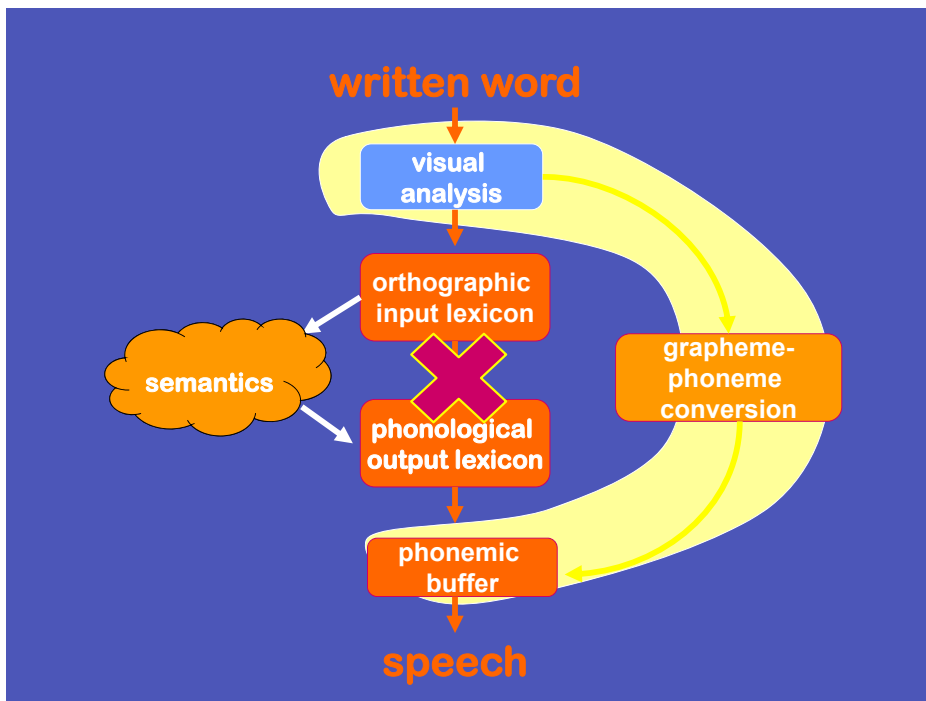 written word
visual
analysis
orthographic
input lexicon
semantics
grapheme-
phoneme
conversion
phonological
output lexicon
phonemic
buffer
speech